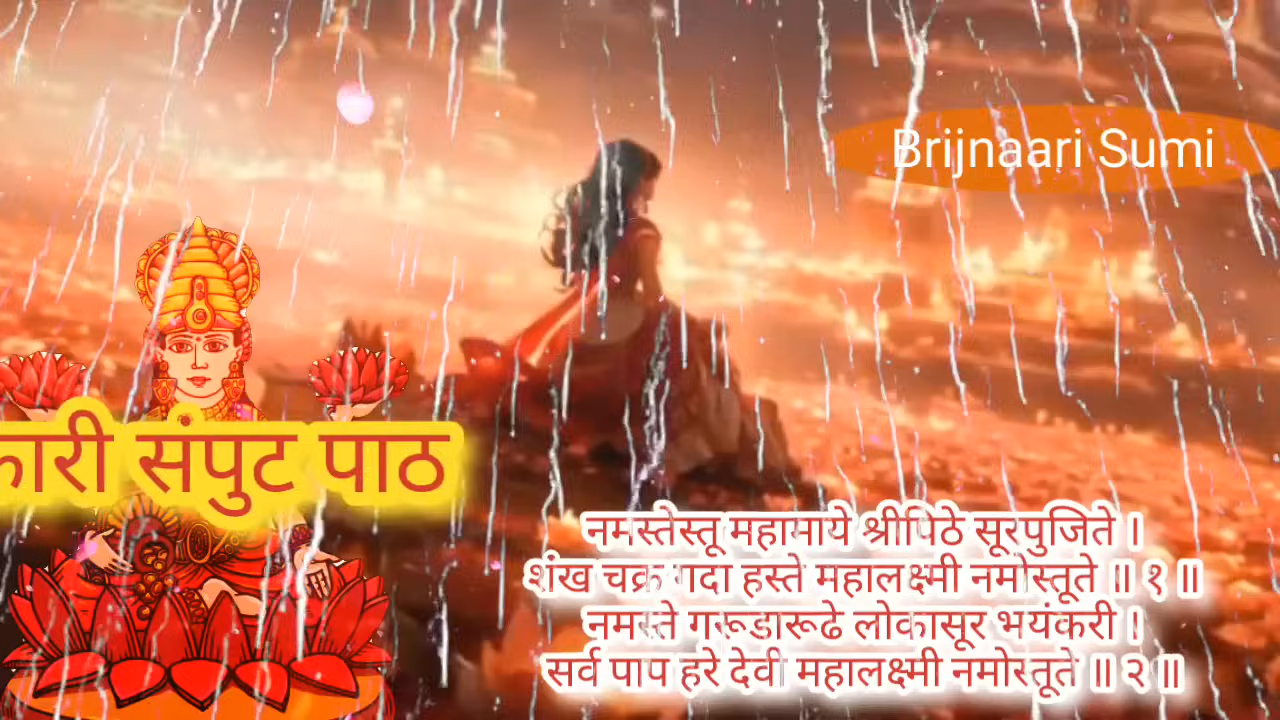 Brijnaari Sumi
कारी संपुट पाठ
नमस्तेस्तू महामाये श्रीपिठे सूरपुजिते ।
शंख चक्र गदा हस्ते महालक्ष्मी नमोस्तूते ॥ १ ॥
नमस्ते गरूडारूढे लोकासूर भयंकरी ।
सर्व पाप हरे देवी महालक्ष्मी नमोस्तूते ॥ २ ॥